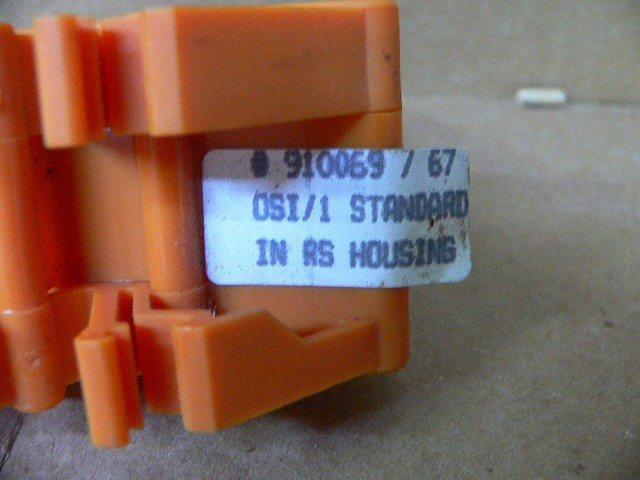 # 910069 / 67
OSI/1 STANDARD
IN RS HOUSING